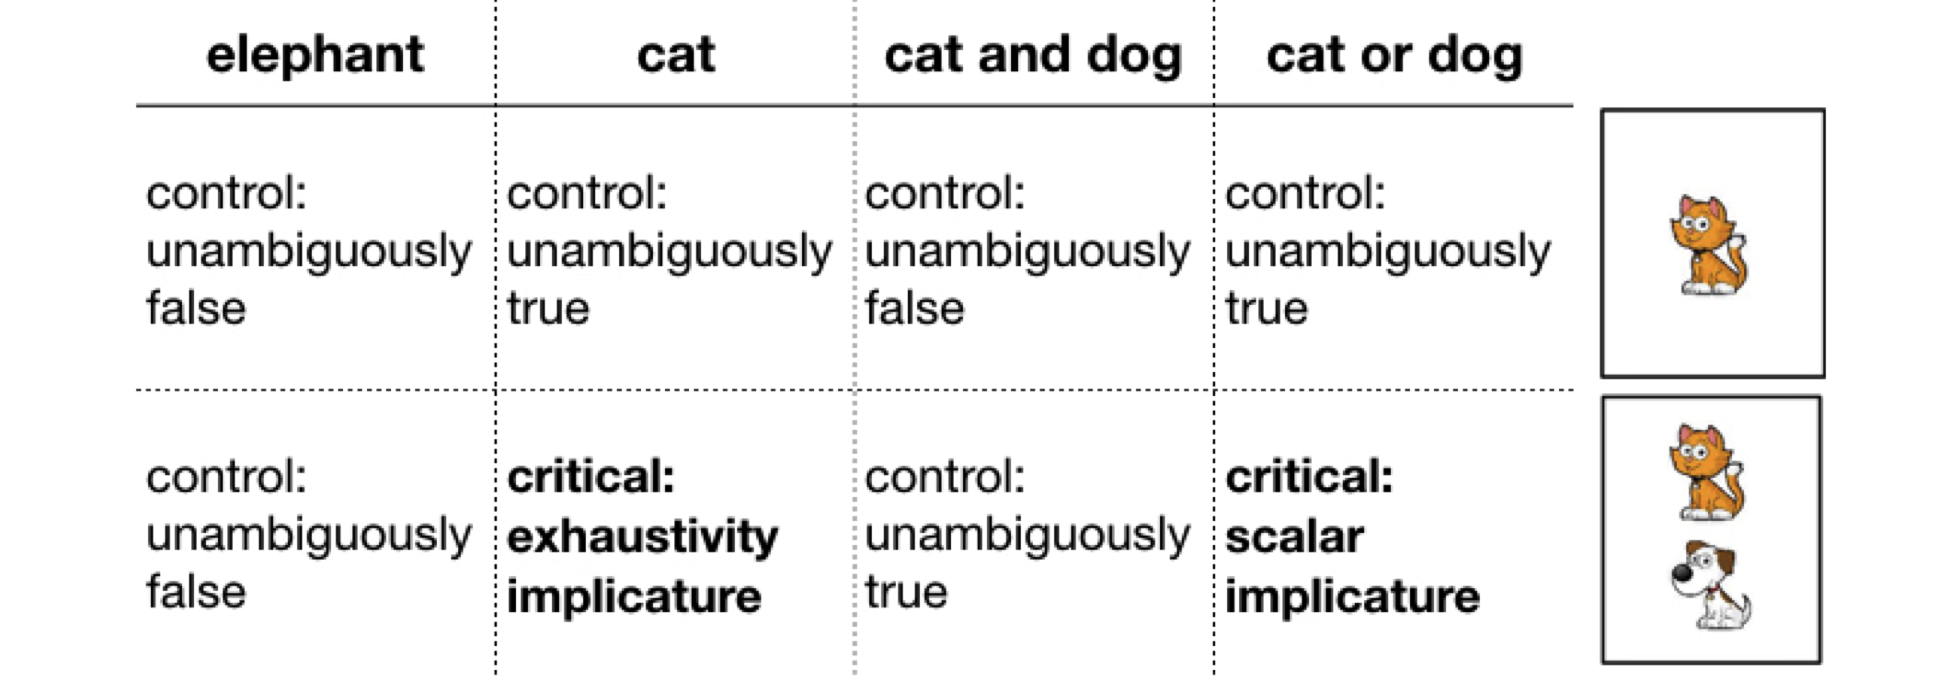 elephant cat cat and dog cat or dog
control: control: control: control:
unambiguously unambiguously unambiguously unambiguously
false true false true
control: critical: control: critical:
unambiguously exhaustivity unambiguously scalar
false implicature true implicature